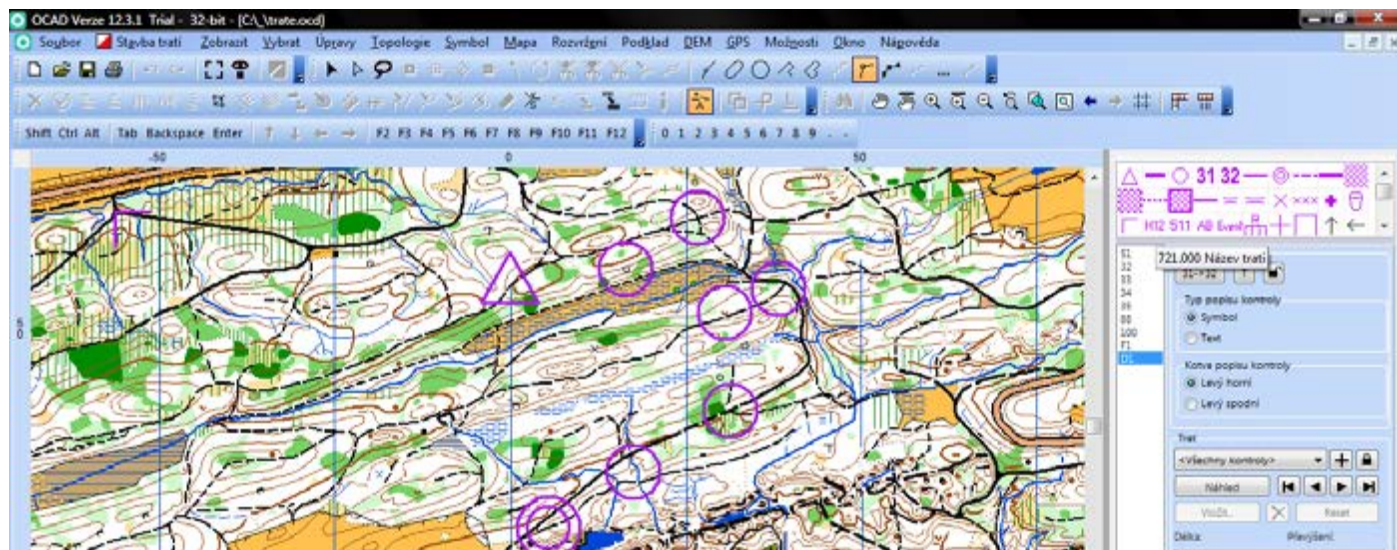 OCAD Verze 12.3.1 Trial - 32-bit - [C:\_\trate.ocd]
Soubor Stavba tratí Zobrazit Vybrat Úpravy Topologie Symbol Mapa Rozvržení Podklad DEM GPS Možnosti Okno Nápověda
Shift Ctrl Alt Tab Backspace Enter F2 F3 F4 F5 F6 F7 F8 F9 F10 F11 F12 0 1 2 3 4 5 6 7 8 9 . -
-50 0 50
31 32
H12 511 AB Event
721.000 Název trati
32
33
34
100
F1
D1
31->32
Typ popisu kontroly
Symbol
Text
Kotva popisu kontroly
Levý horní
Levý spodní
Trať
<Všechny kontroly>
Náhled
Vložit... Reset
Délka: Převýšení:
50